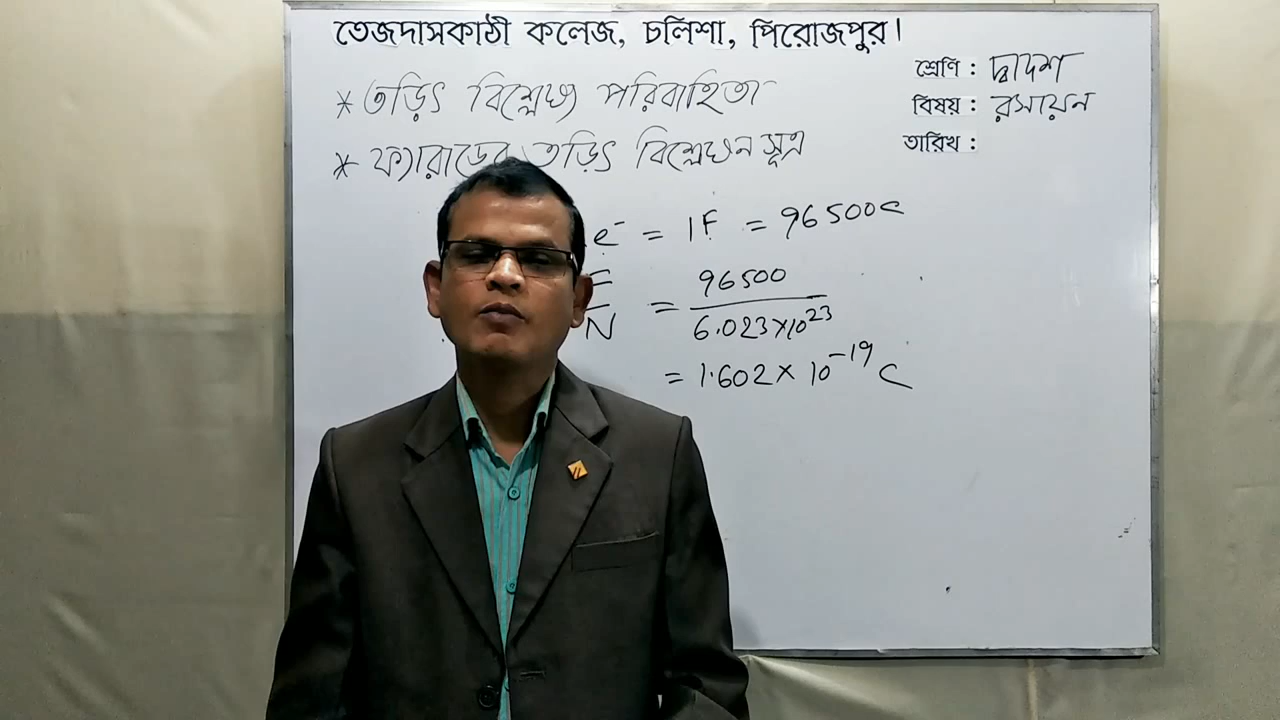 তেজদাসকাঠী কলেজ, চলিশা, পিরোজপুর।
শ্রেণি : দ্বাদশ
বিষয় : রসায়ন
তারিখ :
* তড়িৎ বিশ্লেষ্য পরিবাহিতা
* ফ্যারাডের তড়িৎ বিশ্লেষন সূত্র
e⁻ = 1F = 96500C
F/N = 96500/6.023×10²³
= 1.602 × 10⁻¹⁹ C